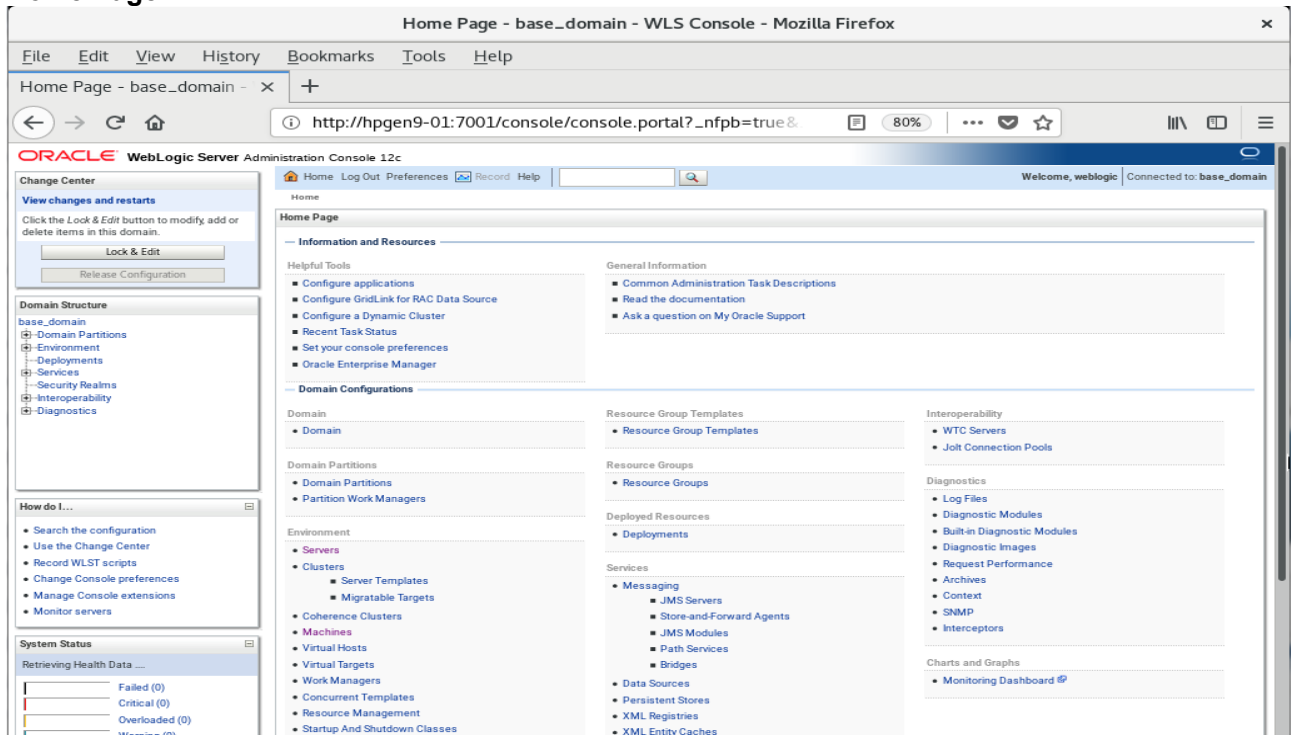 Home Page - base_domain - WLS Console - Mozilla Firefox
File Edit View History Bookmarks Tools Help
Home Page - base_domain -
http://hpgen9-01:7001/console/console.portal?_nfpb=true&
80%
ORACLE WebLogic Server Administration Console 12c
Change Center
View changes and restarts
Click the Lock & Edit button to modify, add or
delete items in this domain.
Lock & Edit
Release Configuration
Domain Structure
base_domain
Domain Partitions
Environment
Deployments
Services
Security Realms
Interoperability
Diagnostics
How do I...
Search the configuration
Use the Change Center
Record WLST scripts
Change Console preferences
Manage Console extensions
Monitor servers
System Status
Retrieving Health Data ....
Failed (0)
Critical (0)
Overloaded (0)
Warning (0)
Home Log Out Preferences Record Help
Welcome, weblogic Connected to: base_domain
Home
Home Page
Information and Resources
Helpful Tools
Configure applications
Configure GridLink for RAC Data Source
Configure a Dynamic Cluster
Recent Task Status
Set your console preferences
Oracle Enterprise Manager
General Information
Common Administration Task Descriptions
Read the documentation
Ask a question on My Oracle Support
Domain Configurations
Domain
Domain
Domain Partitions
Domain Partitions
Partition Work Managers
Environment
Servers
Clusters
Server Templates
Migratable Targets
Coherence Clusters
Machines
Virtual Hosts
Virtual Targets
Work Managers
Concurrent Templates
Resource Management
Startup And Shutdown Classes
Resource Group Templates
Resource Group Templates
Resource Groups
Resource Groups
Deployed Resources
Deployments
Services
Messaging
JMS Servers
Store-and-Forward Agents
JMS Modules
Path Services
Bridges
Data Sources
Persistent Stores
XML Registries
XML Entity Caches
Interoperability
WTC Servers
Jolt Connection Pools
Diagnostics
Log Files
Diagnostic Modules
Built-in Diagnostic Modules
Diagnostic Images
Request Performance
Archives
Context
SNMP
Interceptors
Charts and Graphs
Monitoring Dashboard